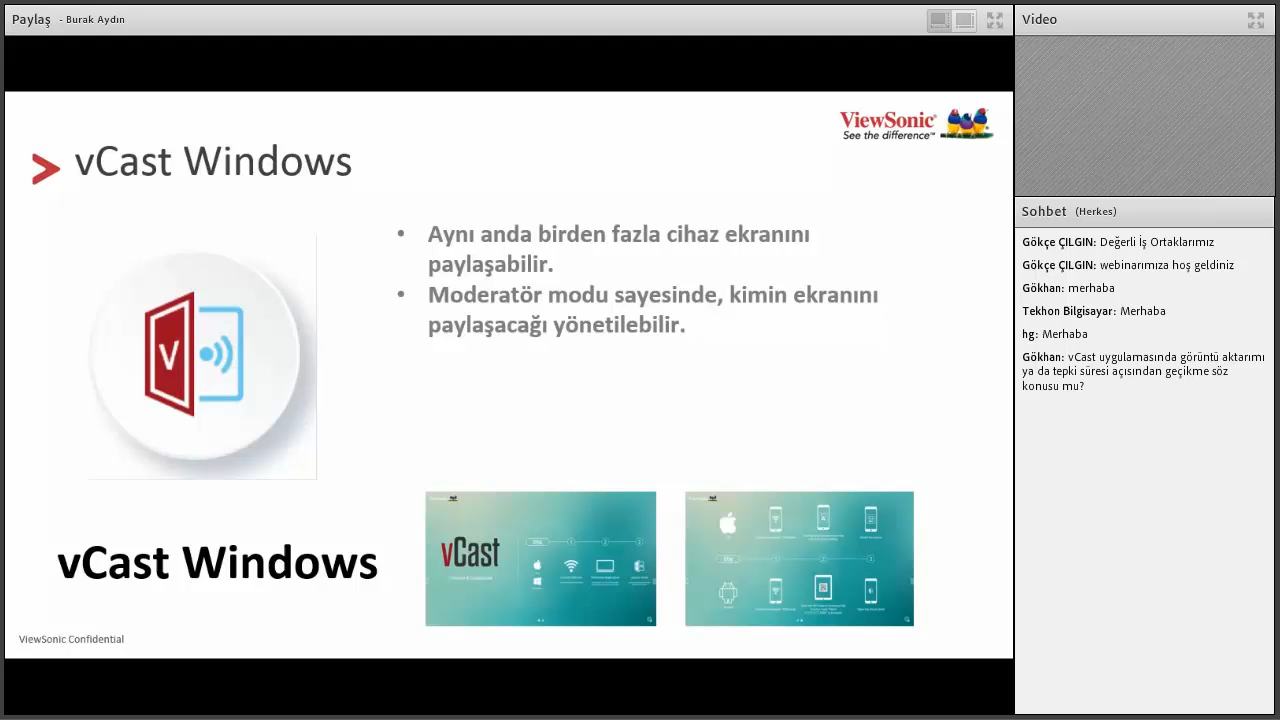 Paylaş - Burak Aydın
ViewSonic®
See the difference™
vCast Windows
• Aynı anda birden fazla cihaz ekranını
paylaşabilir.
• Moderatör modu sayesinde, kimin ekranını
paylaşacağı yönetilebilir.
V
vCast Windows
vCast
ViewSonic Confidential
Video
Sohbet (Herkes)
Gökçe ÇILGIN: Değerli İş Ortaklarımız
Gökçe ÇILGIN: webinarımıza hoş geldiniz
Gökhan: merhaba
Tekhon Bilgisayar: Merhaba
hg: Merhaba
Gökhan: vCast uygulamasında görüntü aktarımı
ya da tepki süresi açısından geçikme söz
konusu mu?